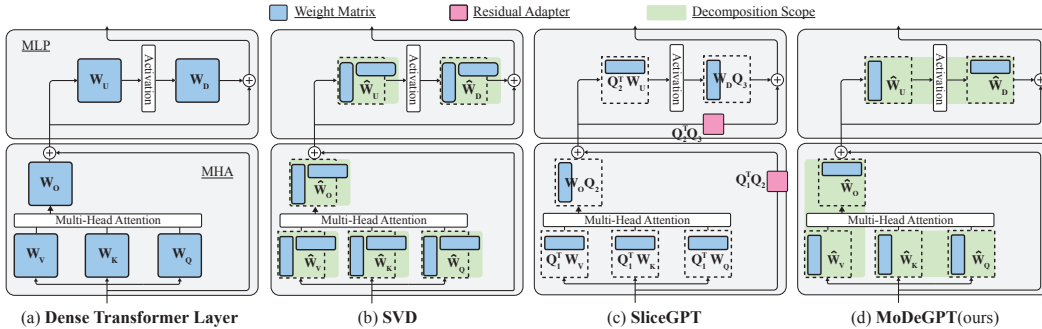 Weight Matrix Residual Adapter Decomposition Scope
MLP
W_U
Activation
W_D
MHA
W_O
Multi-Head Attention
W_V W_K W_Q
(a) Dense Transformer Layer
Ŵ_U
Activation
Ŵ_D
Ŵ_O
Multi-Head Attention
Ŵ_V Ŵ_K Ŵ_Q
(b) SVD
Q_2^T W_U
Activation
W_D Q_3
Q_2^T Q_3
W_O Q_2
Q_1^T Q_2
Multi-Head Attention
Q_1^T W_V Q_1^T W_K Q_1^T W_Q
(c) SliceGPT
Ŵ_U
Activation
Ŵ_D
Ŵ_O
Multi-Head Attention
Ŵ_V Ŵ_K Ŵ_Q
(d) MoDeGPT(ours)